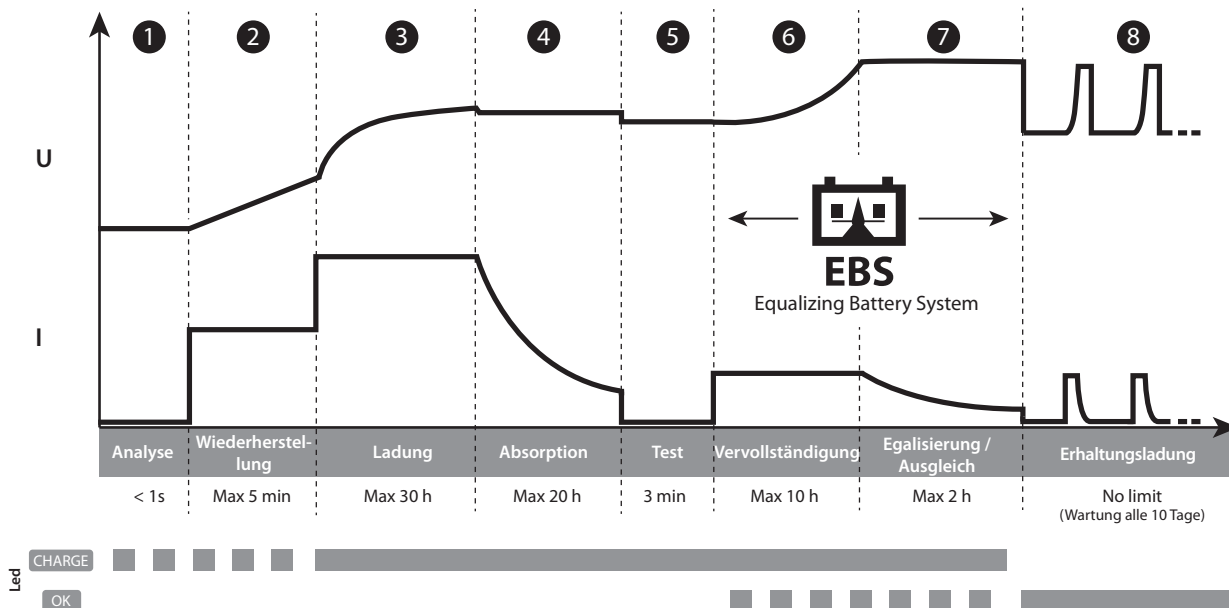 1 2 3 4 5 6 7 8
U
EBS
Equalizing Battery System
I
Analyse Wiederherstel-
lung Ladung Absorption Test Vervollständigung Egalisierung /
Ausgleich Erhaltungsladung
< 1s Max 5 min Max 30 h Max 20 h 3 min Max 10 h Max 2 h No limit
(Wartung alle 10 Tage)
Led
CHARGE
OK